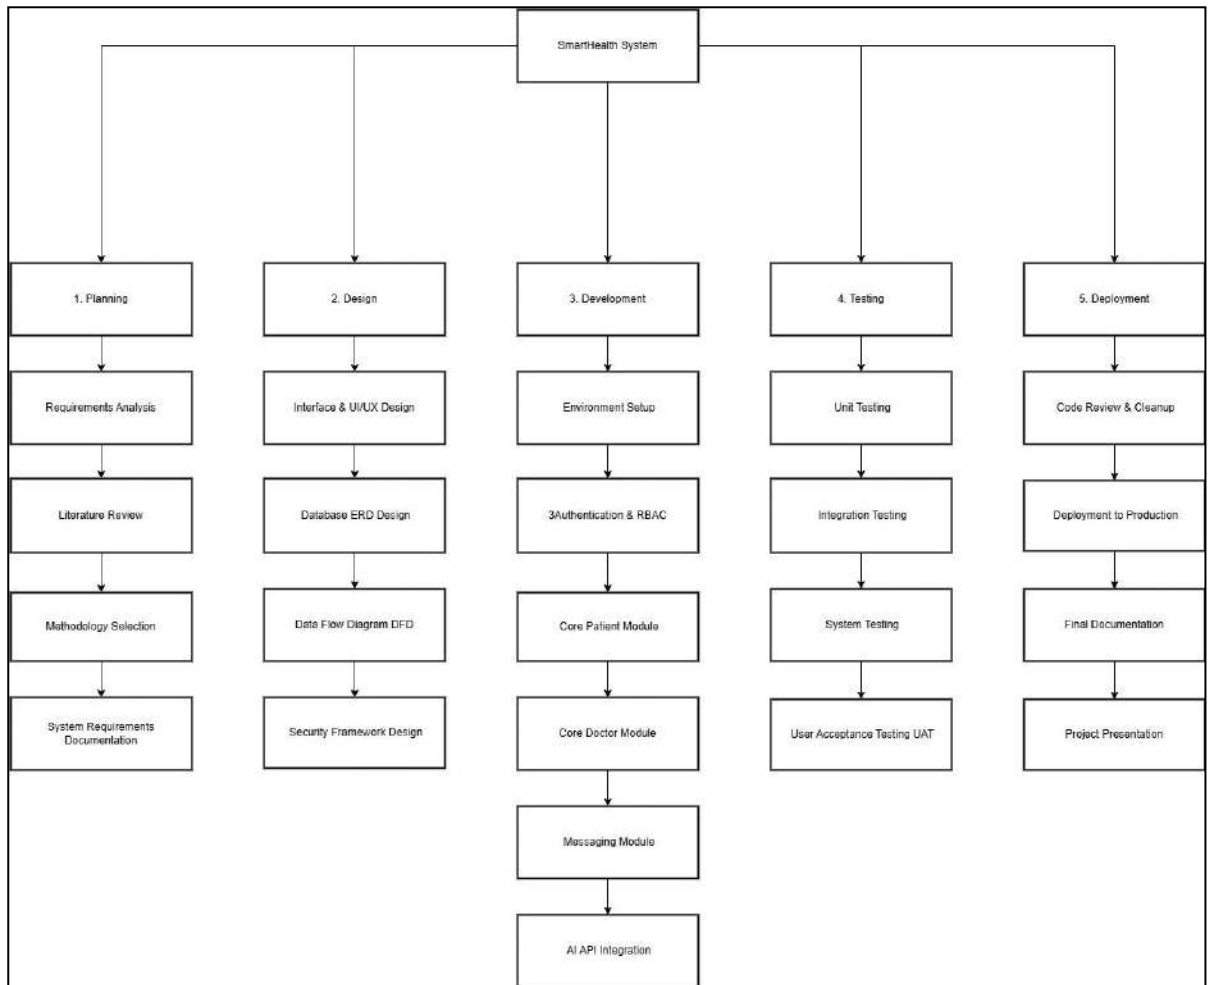 SmartHealth System
1. Planning
2. Design
3. Development
4. Testing
5. Deployment
Requirements Analysis
Interface & UI/UX Design
Environment Setup
Unit Testing
Code Review & Cleanup
Literature Review
Database ERD Design
3Authentication & RBAC
Integration Testing
Deployment to Production
Methodology Selection
Data Flow Diagram DFD
Core Patient Module
System Testing
Final Documentation
System Requirements
Documentation
Security Framework Design
Core Doctor Module
User Acceptance Testing UAT
Project Presentation
Messaging Module
AI API Integration